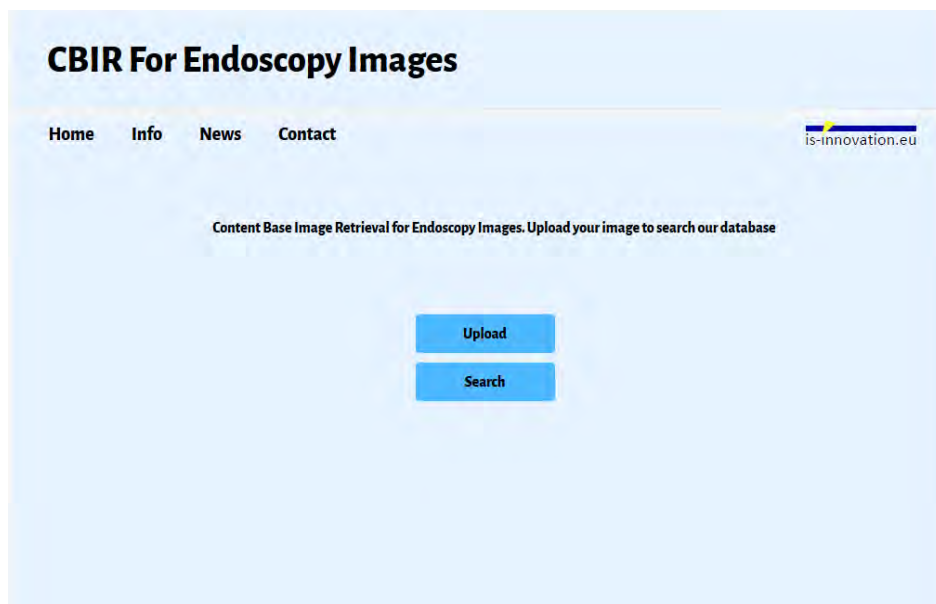 CBIR For Endoscopy Images
Home Info News Contact
is-innovation.eu
Content Base Image Retrieval for Endoscopy Images. Upload your image to search our database
Upload
Search